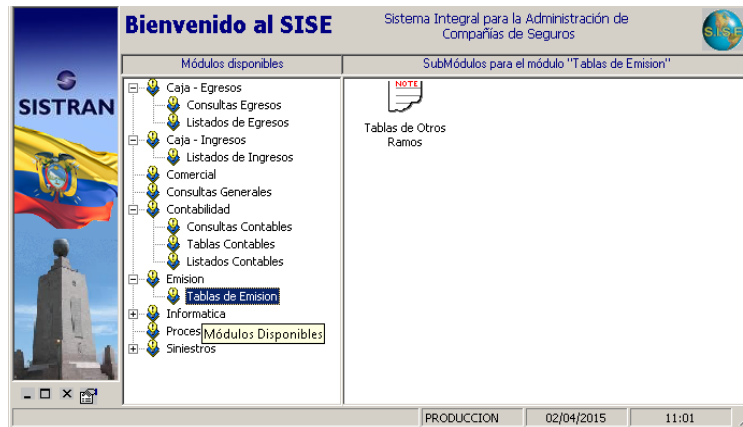 Bienvenido al SISE
Sistema Integral para la Administración de
Compañías de Seguros
S.I.S.E
Módulos disponibles
SubMódulos para el módulo "Tablas de Emision"
SISTRAN
Caja - Egresos
Consultas Egresos
Listados de Egresos
Caja - Ingresos
Listados de Ingresos
Comercial
Consultas Generales
Contabilidad
Consultas Contables
Tablas Contables
Listados Contables
Emision
Tablas de Emision
Informatica
Proces
Módulos Disponibles
Siniestros
NOTE
Tablas de Otros
Ramos
PRODUCCION
02/04/2015
11:01